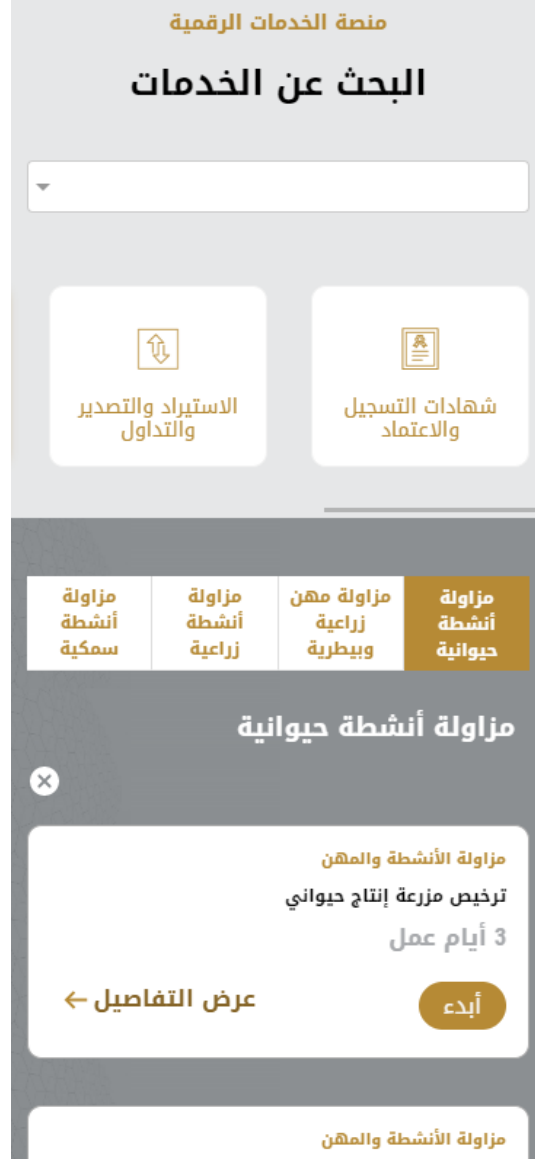 منصة الخدمات الرقمية
البحث عن الخدمات
شهادات التسجيل
والاعتماد
الاستيراد والتصدير
والتداول
مزاولة
أنشطة
حيوانية
مزاولة مهن
زراعية
وبيطرية
مزاولة
أنشطة
زراعية
مزاولة
أنشطة
سمكية
مزاولة أنشطة حيوانية
مزاولة الأنشطة والمهن
ترخيص مزرعة إنتاج حيواني
3 أيام عمل
أبدء
عرض التفاصيل
مزاولة الأنشطة والمهن